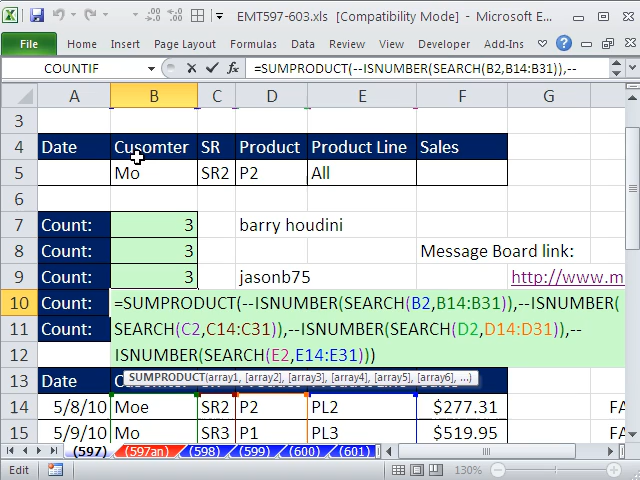 EMT597-603.xls [Compatibility Mode] - Microsoft E...
File Home Insert Page Layout Formulas Data Review View Developer Add-Ins
COUNTIF fx =SUMPRODUCT(--ISNUMBER(SEARCH(B2,B14:B31)),--
A B C D E F G
3
4 Date Cusomter SR Product Product Line Sales
5 Mo SR2 P2 All
6
7 Count: 3 barry houdini
8 Count: 3 Message Board link:
9 Count: 3 jasonb75 http://www.m
10 Count: =SUMPRODUCT(--ISNUMBER(SEARCH(B2,B14:B31)),--ISNUMBER(
11 Count: SEARCH(C2,C14:C31)),--ISNUMBER(SEARCH(D2,D14:D31)),--
12 ISNUMBER(SEARCH(E2,E14:E31)))
SUMPRODUCT(array1, [array2], [array3], [array4], [array5], [array6], ...)
13 Date
14 5/8/10 Moe SR2 P2 PL2 $277.31 FA
15 5/9/10 Mo SR3 P1 PL3 $519.95 FA
(597) (597an) (598) (599) (600) (601)
Edit 130%